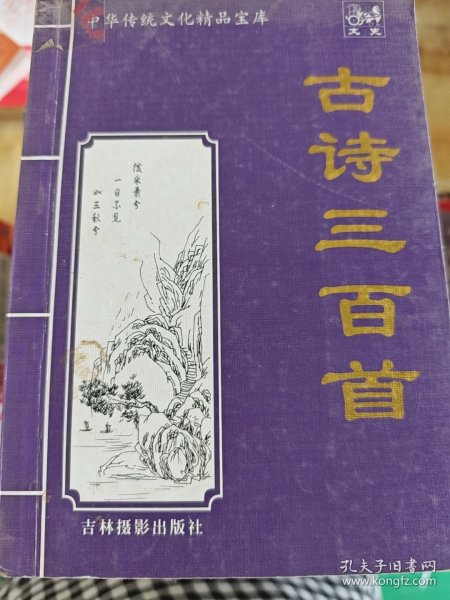 中华传统文化精品宝库
文史
古诗三百首
彼采萧兮
一日不见
如三秋兮
吉林摄影出版社
孔夫子旧书网
www.kongfz.com